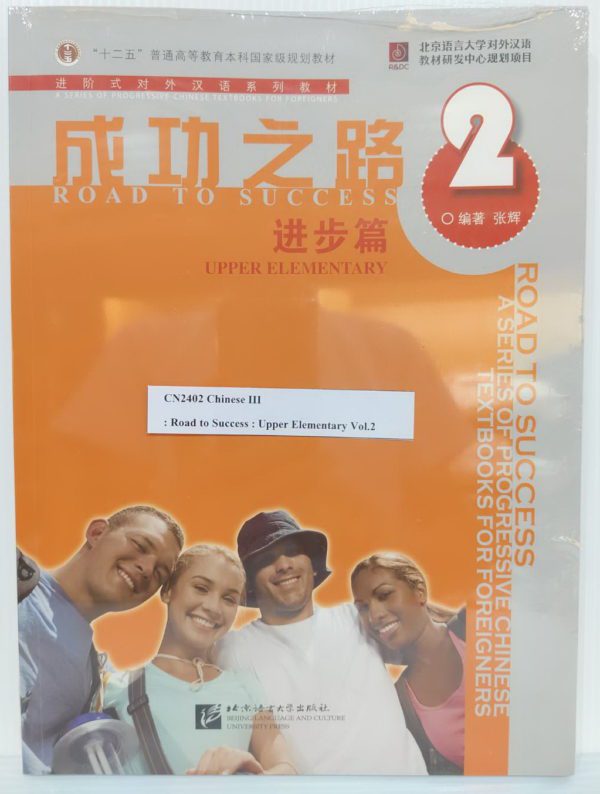 "十二五"普通高等教育本科国家级规划教材
R&DC
北京语言大学对外汉语
教材研发中心规划项目
进阶式对外汉语系列教材
A SERIES OF PROGRESSIVE CHINESE TEXTBOOKS FOR FOREIGNERS
成功之路
ROAD TO SUCCESS
2
编著 张辉
进步篇
UPPER ELEMENTARY
ROAD TO SUCCESS
A SERIES OF PROGRESSIVE CHINESE
TEXTBOOKS FOR FOREIGNERS
CN2402 Chinese III
: Road to Success : Upper Elementary Vol.2
北京语言大学出版社
BEIJING LANGUAGE AND CULTURE
UNIVERSITY PRESS